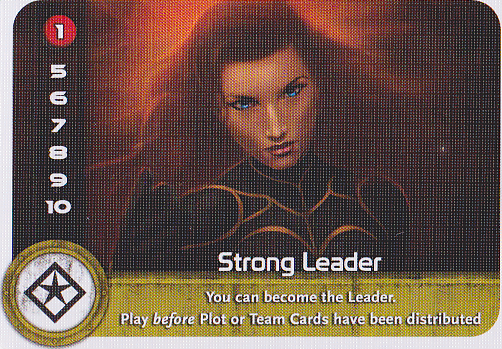 1
5
6
7
8
9
10
Strong Leader
You can become the Leader.
Play before Plot or Team Cards have been distributed